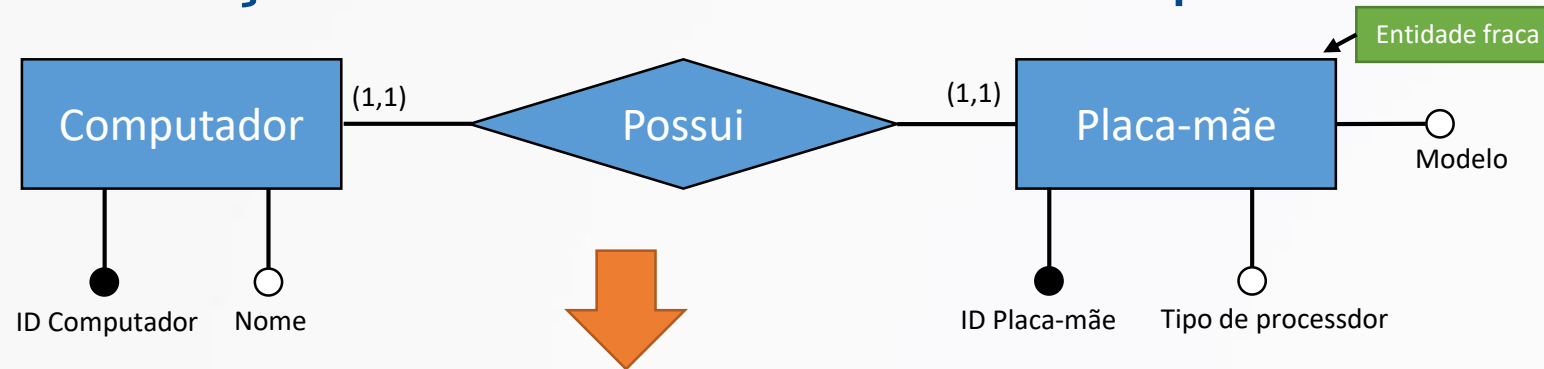 Entidade fraca
Computador
(1,1)
Possui
(1,1)
Placa-mãe
Modelo
ID Computador
Nome
ID Placa-mãe
Tipo de processdor